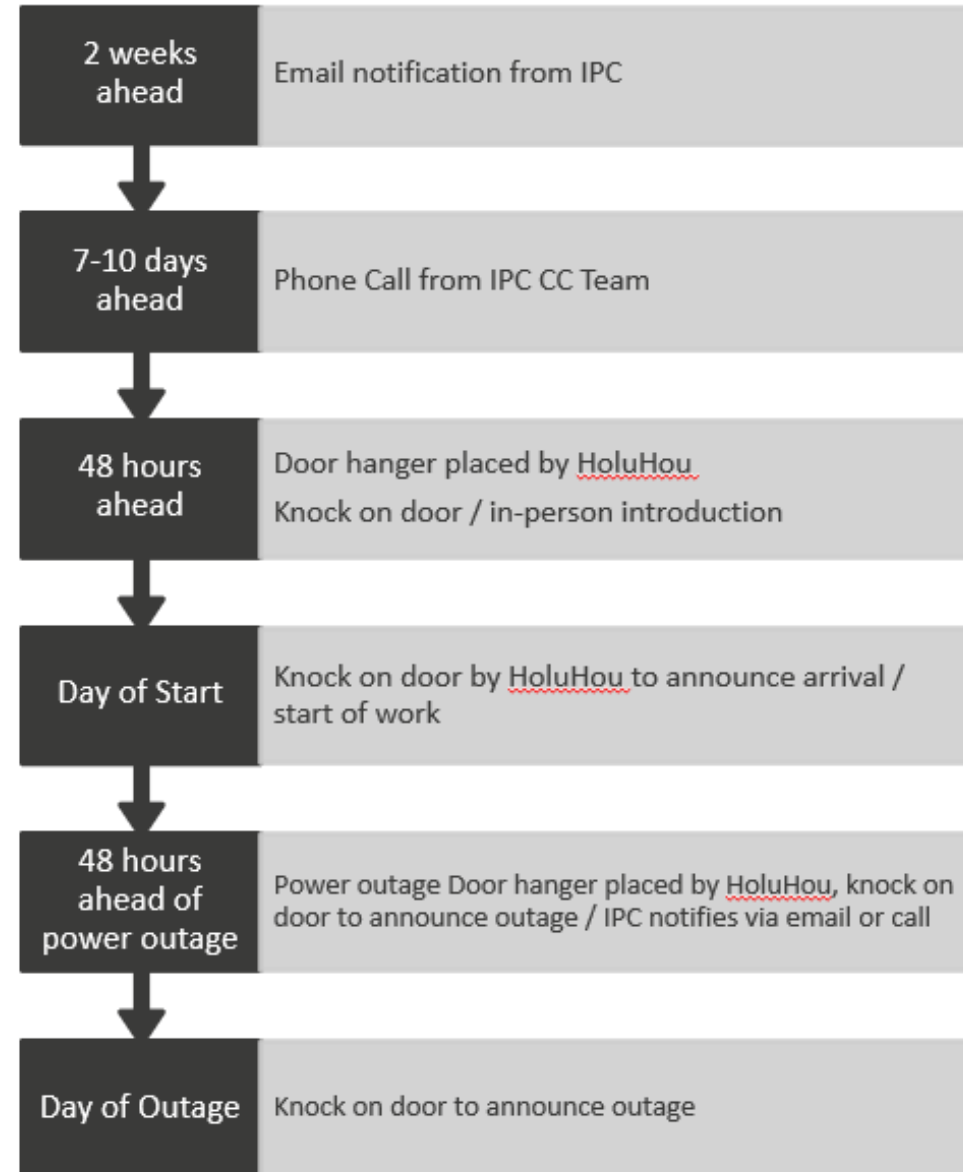 2 weeks
ahead
Email notification from IPC
7-10 days
ahead
Phone Call from IPC CC Team
48 hours
ahead
Door hanger placed by HoluHou
Knock on door / in-person introduction
Day of Start
Knock on door by HoluHou to announce arrival /
start of work
48 hours
ahead of
power outage
Power outage Door hanger placed by HoluHou, knock on
door to announce outage / IPC notifies via email or call
Day of Outage
Knock on door to announce outage